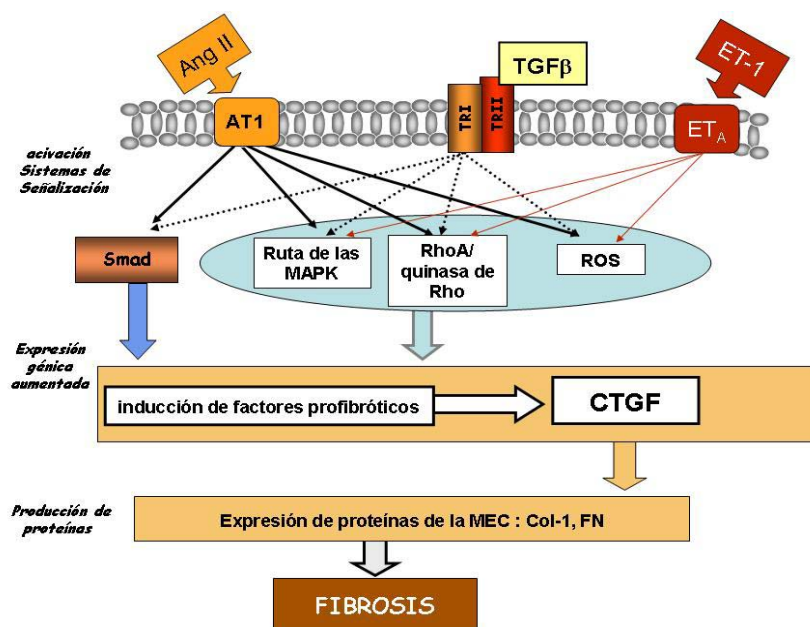 Ang II
TGFβ
ET-1
AT1
TRI
TRII
ETA
acivación
Sistemas de
Señalización
Smad
Ruta de las
MAPK
RhoA/
quinasa de
Rho
ROS
Expresión
génica
aumentada
inducción de factores profibróticos
CTGF
Producción de
proteínas
Expresión de proteínas de la MEC : Col-1, FN
FIBROSIS